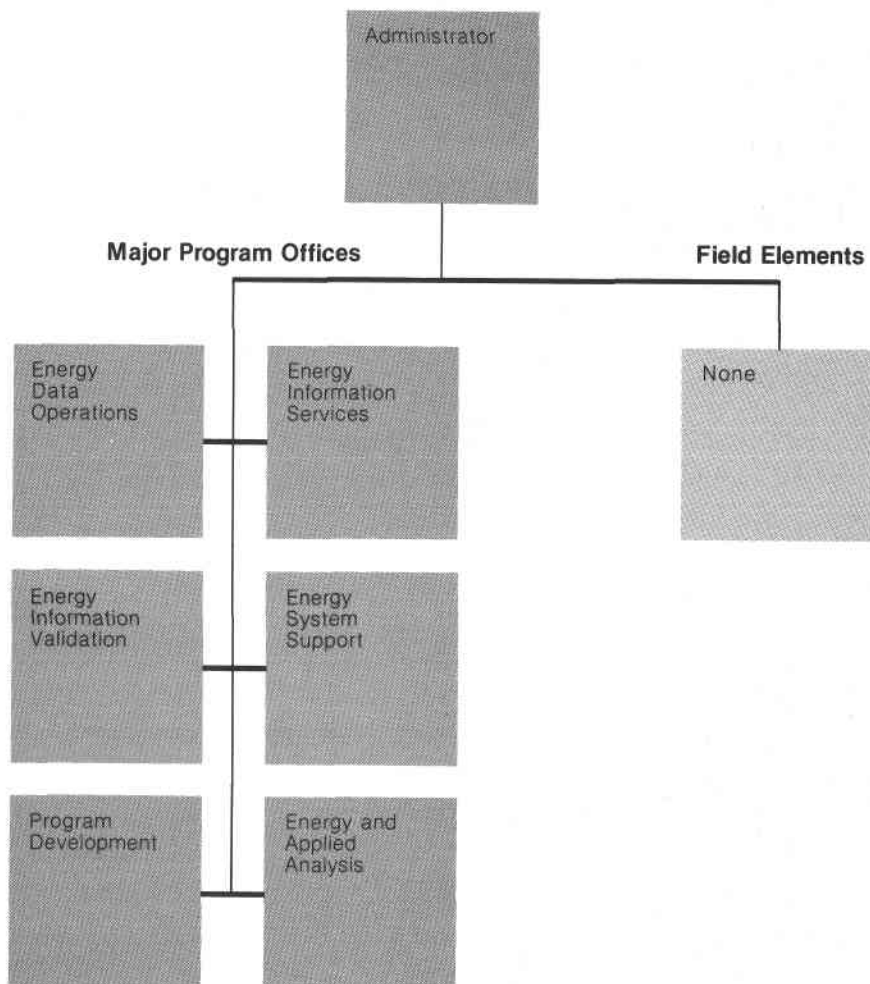 Administrator
Major Program Offices
Field Elements
Energy
Data
Operations
Energy
Information
Services
None
Energy
Information
Validation
Energy
System
Support
Program
Development
Energy and
Applied
Analysis